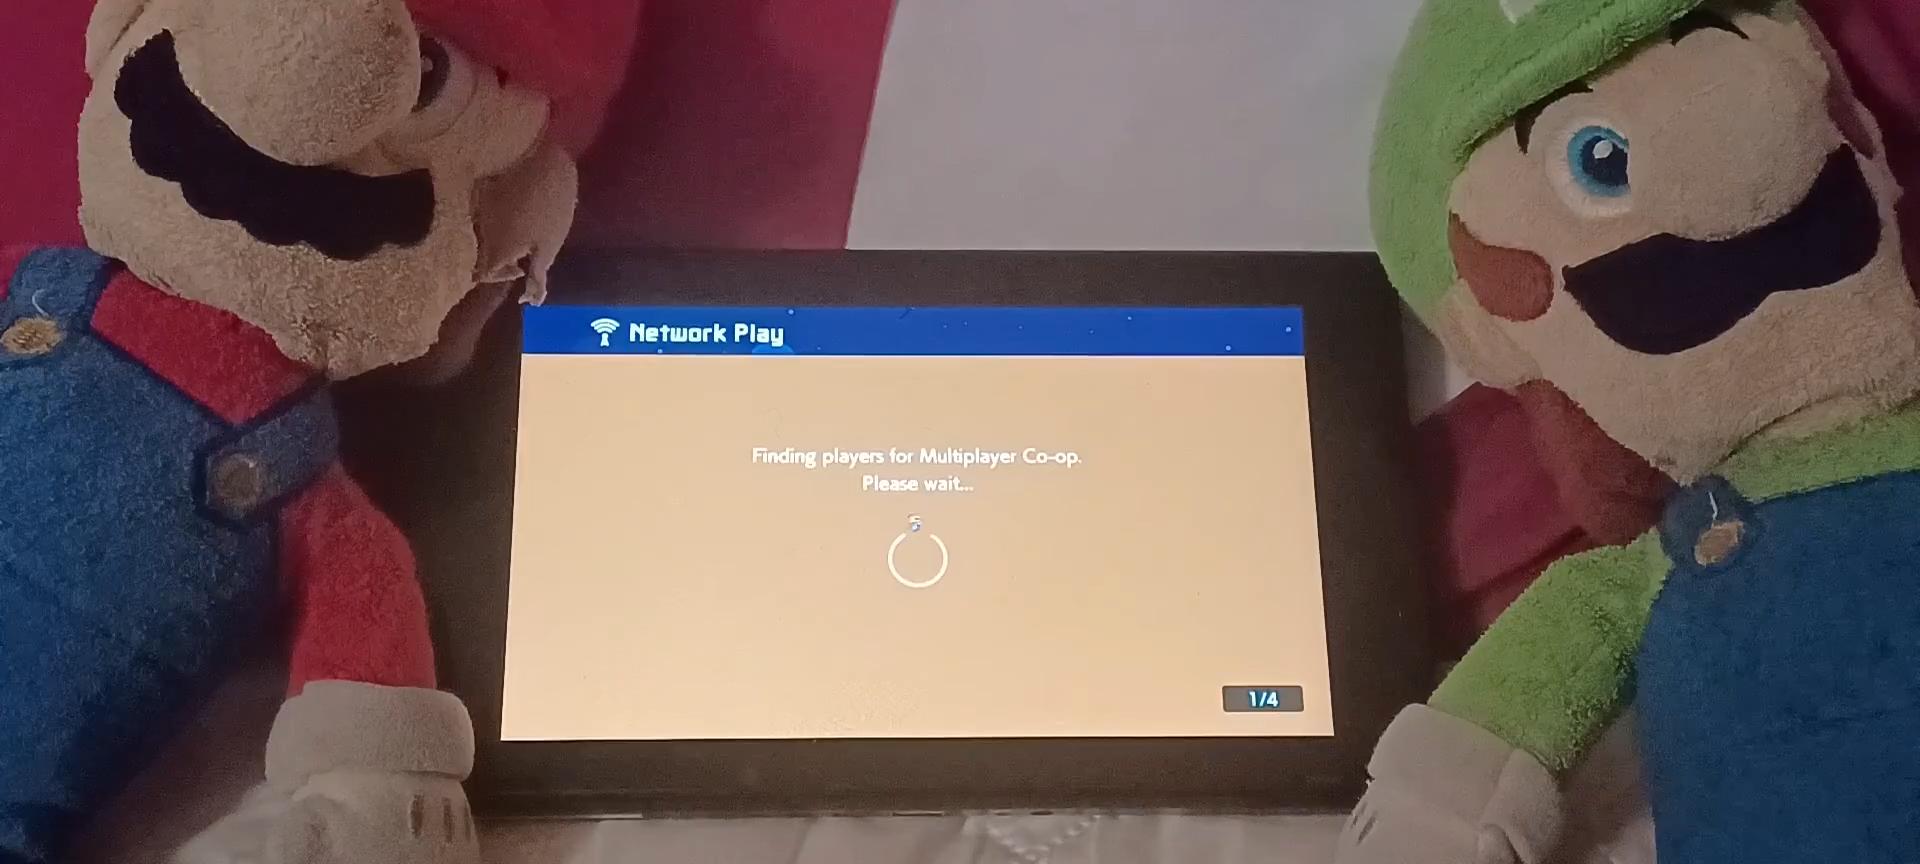 Network Play
Finding players for Multiplayer Co-op.
Please wait...
1/4